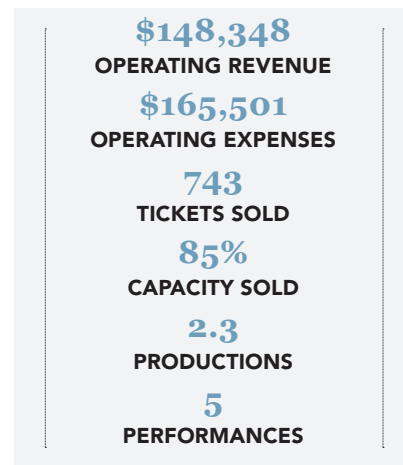 $148,348
OPERATING REVENUE
$165,501
OPERATING EXPENSES
743
TICKETS SOLD
85%
CAPACITY SOLD
2.3
PRODUCTIONS
5
PERFORMANCES